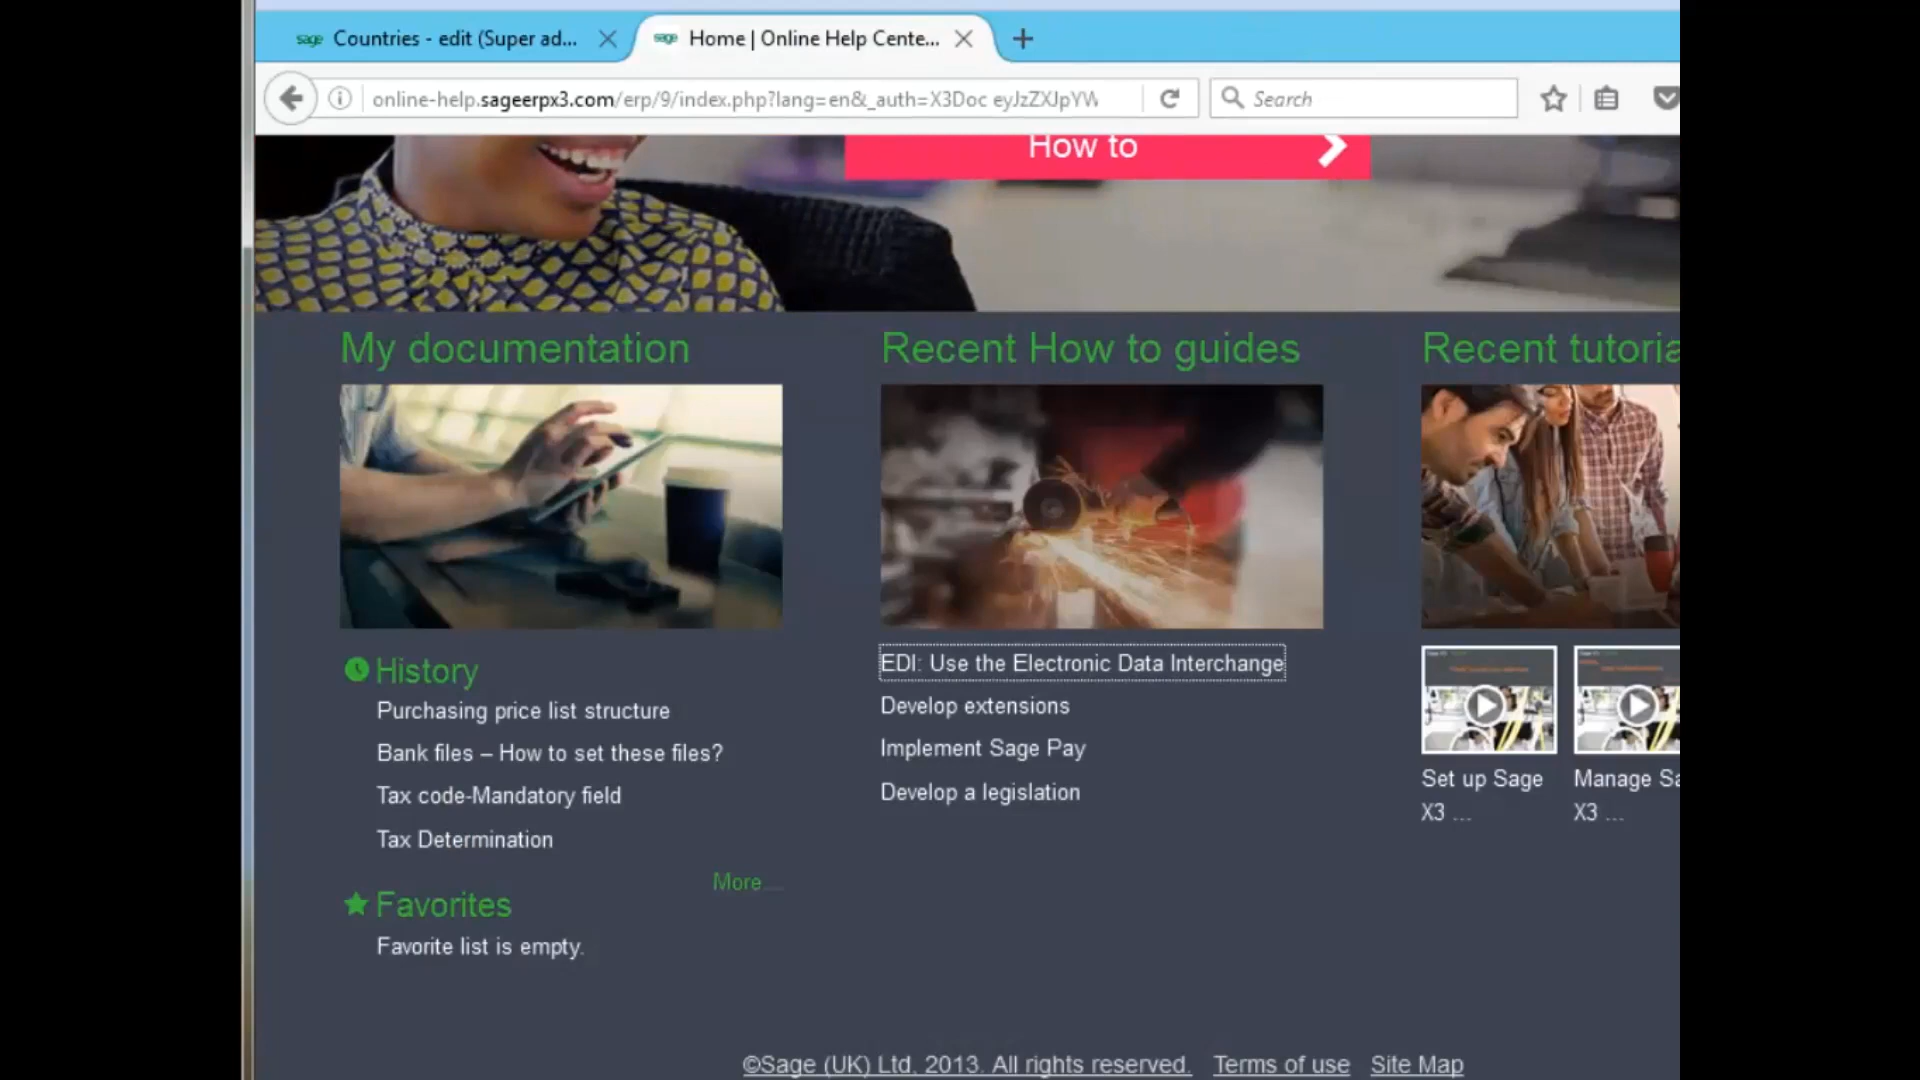 sage Countries - edit (Super ad...
sage Home | Online Help Cente...
online-help.sageerpx3.com/erp/9/index.php?lang=en&_auth=X3Doc eyJzZXJpYW
Search
How to
My documentation
Recent How to guides
Recent tutoria
History
Purchasing price list structure
Bank files – How to set these files?
Tax code-Mandatory field
Tax Determination
More...
Favorites
Favorite list is empty.
EDI: Use the Electronic Data Interchange
Develop extensions
Implement Sage Pay
Develop a legislation
Set up Sage
X3 ...
Manage Sa
X3 ...
©Sage (UK) Ltd, 2013. All rights reserved. Terms of use Site Map